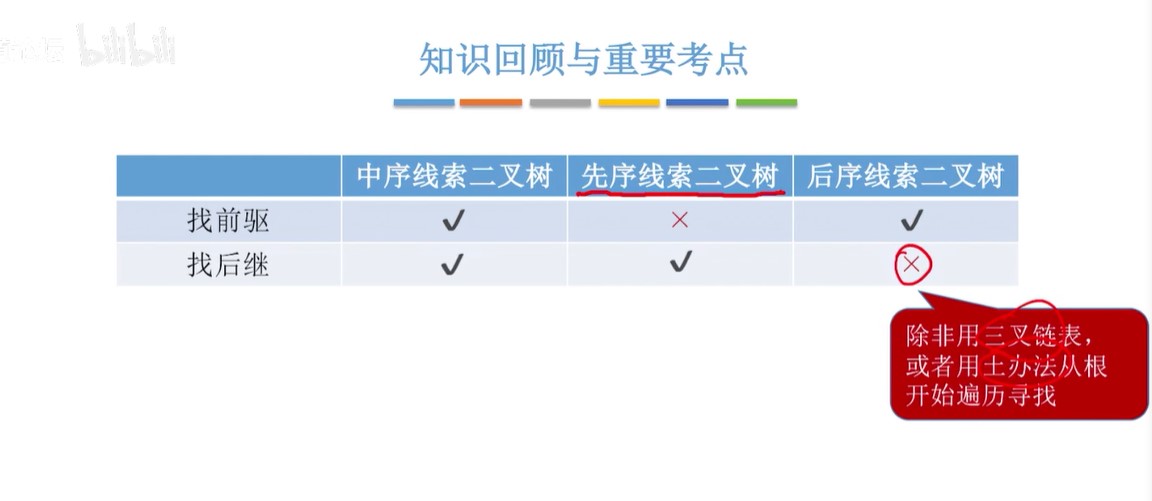 bilibili
知识回顾与重要考点
中序线索二叉树 先序线索二叉树 后序线索二叉树
找前驱 ✔ × ✔
找后继 ✔ ✔ ×
除非用三叉链表，
或者用土办法从根
开始遍历寻找